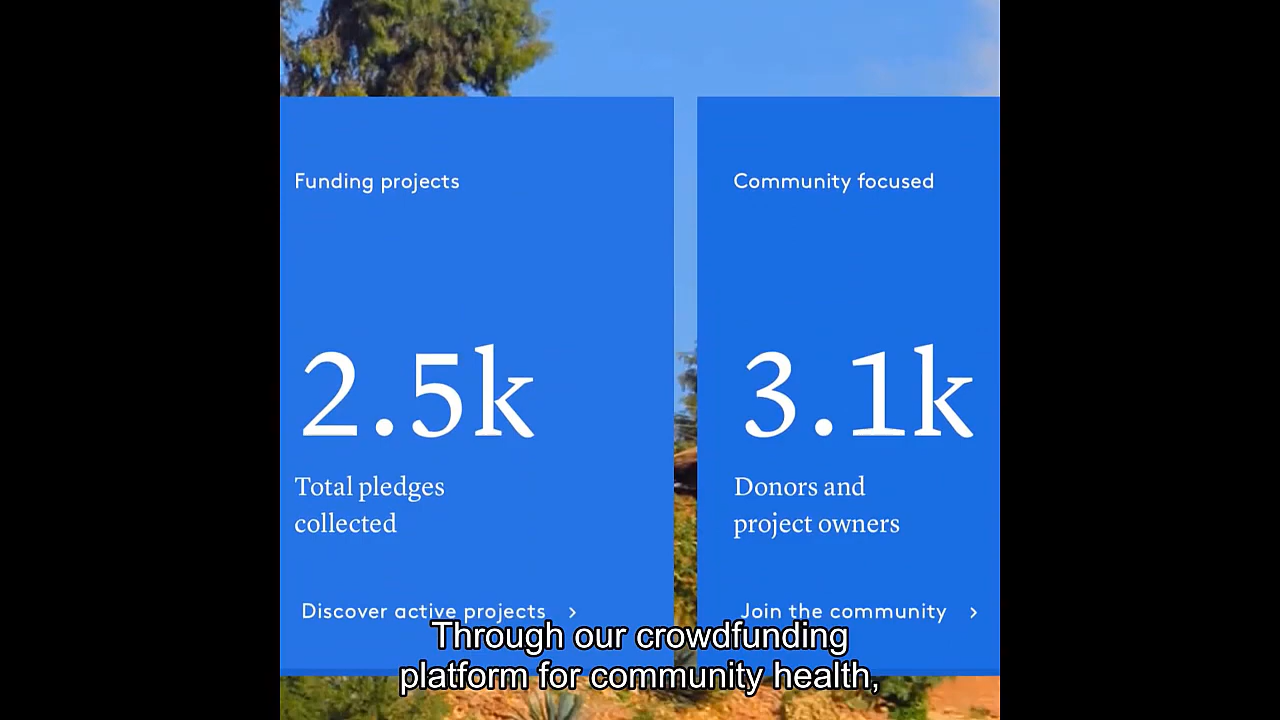 Funding projects
2.5k
Total pledges
collected
Discover active projects
Community focused
3.1k
Donors and
project owners
Join the community
Through our crowdfunding
platform for community health,